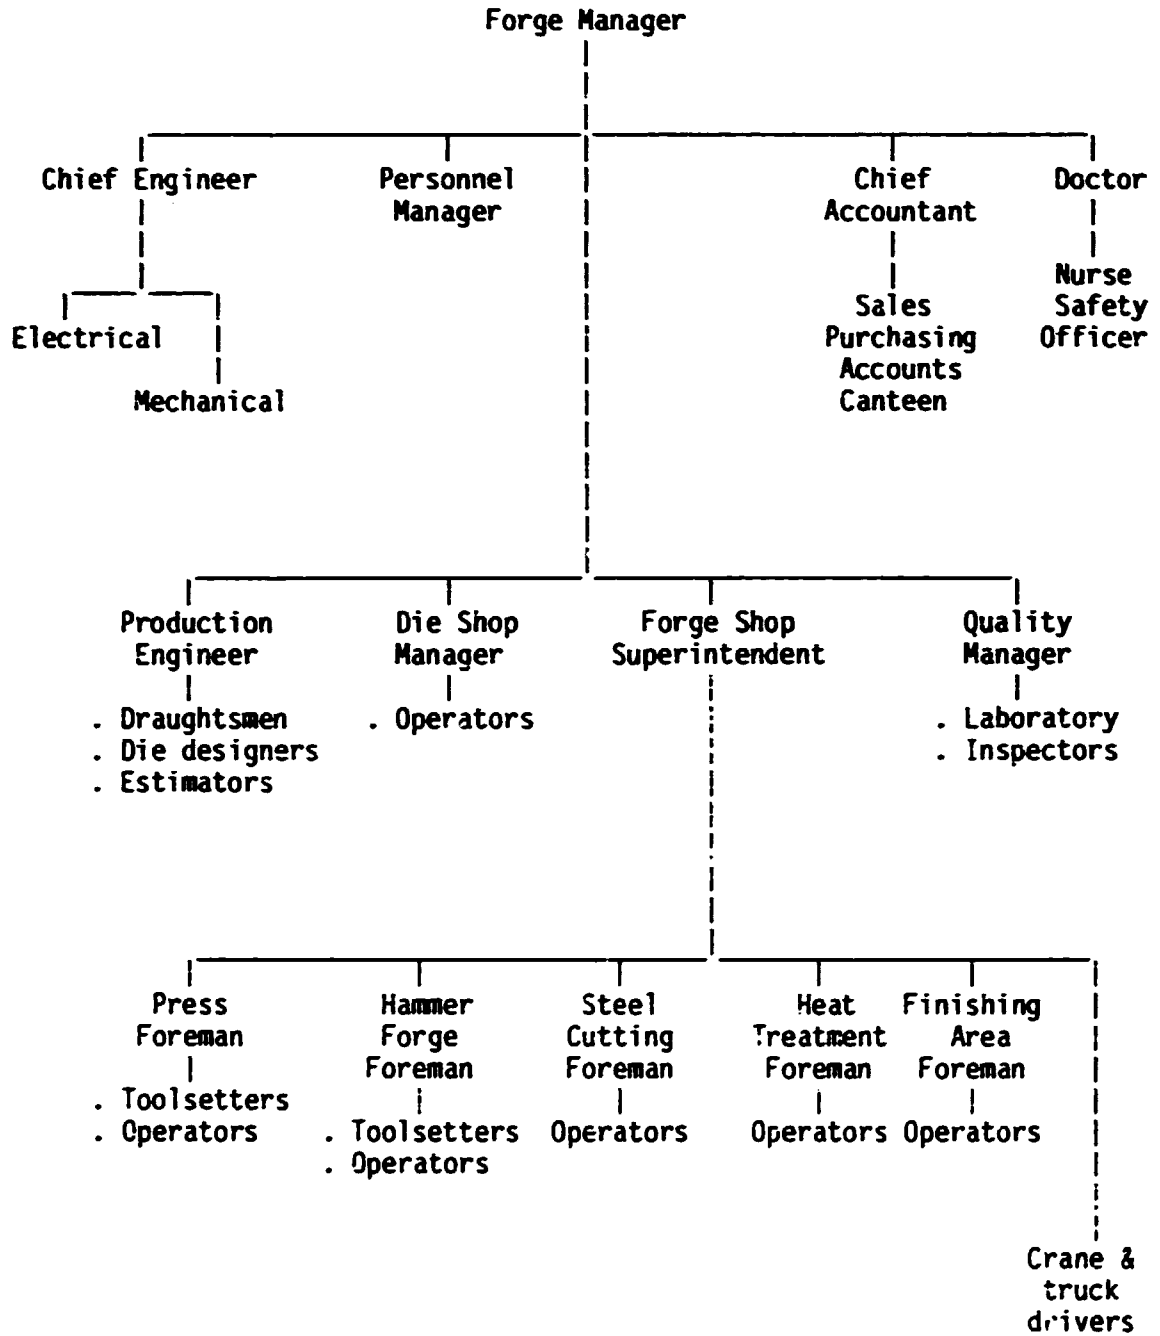 Forge Manager
Chief Engineer
Personnel
Manager
Chief
Accountant
Doctor
Electrical
Mechanical
Sales
Purchasing
Accounts
Canteen
Nurse
Safety
Officer
Production
Engineer
Die Shop
Manager
Forge Shop
Superintendent
Quality
Manager
. Draughtsmen
. Die designers
. Estimators
. Operators
. Laboratory
. Inspectors
Press
Foreman
Hammer
Forge
Foreman
Steel
Cutting
Foreman
Heat
Treatment
Foreman
Finishing
Area
Foreman
. Toolsetters
. Operators
. Toolsetters
. Operators
Operators
Operators
Operators
Crane &
truck
drivers